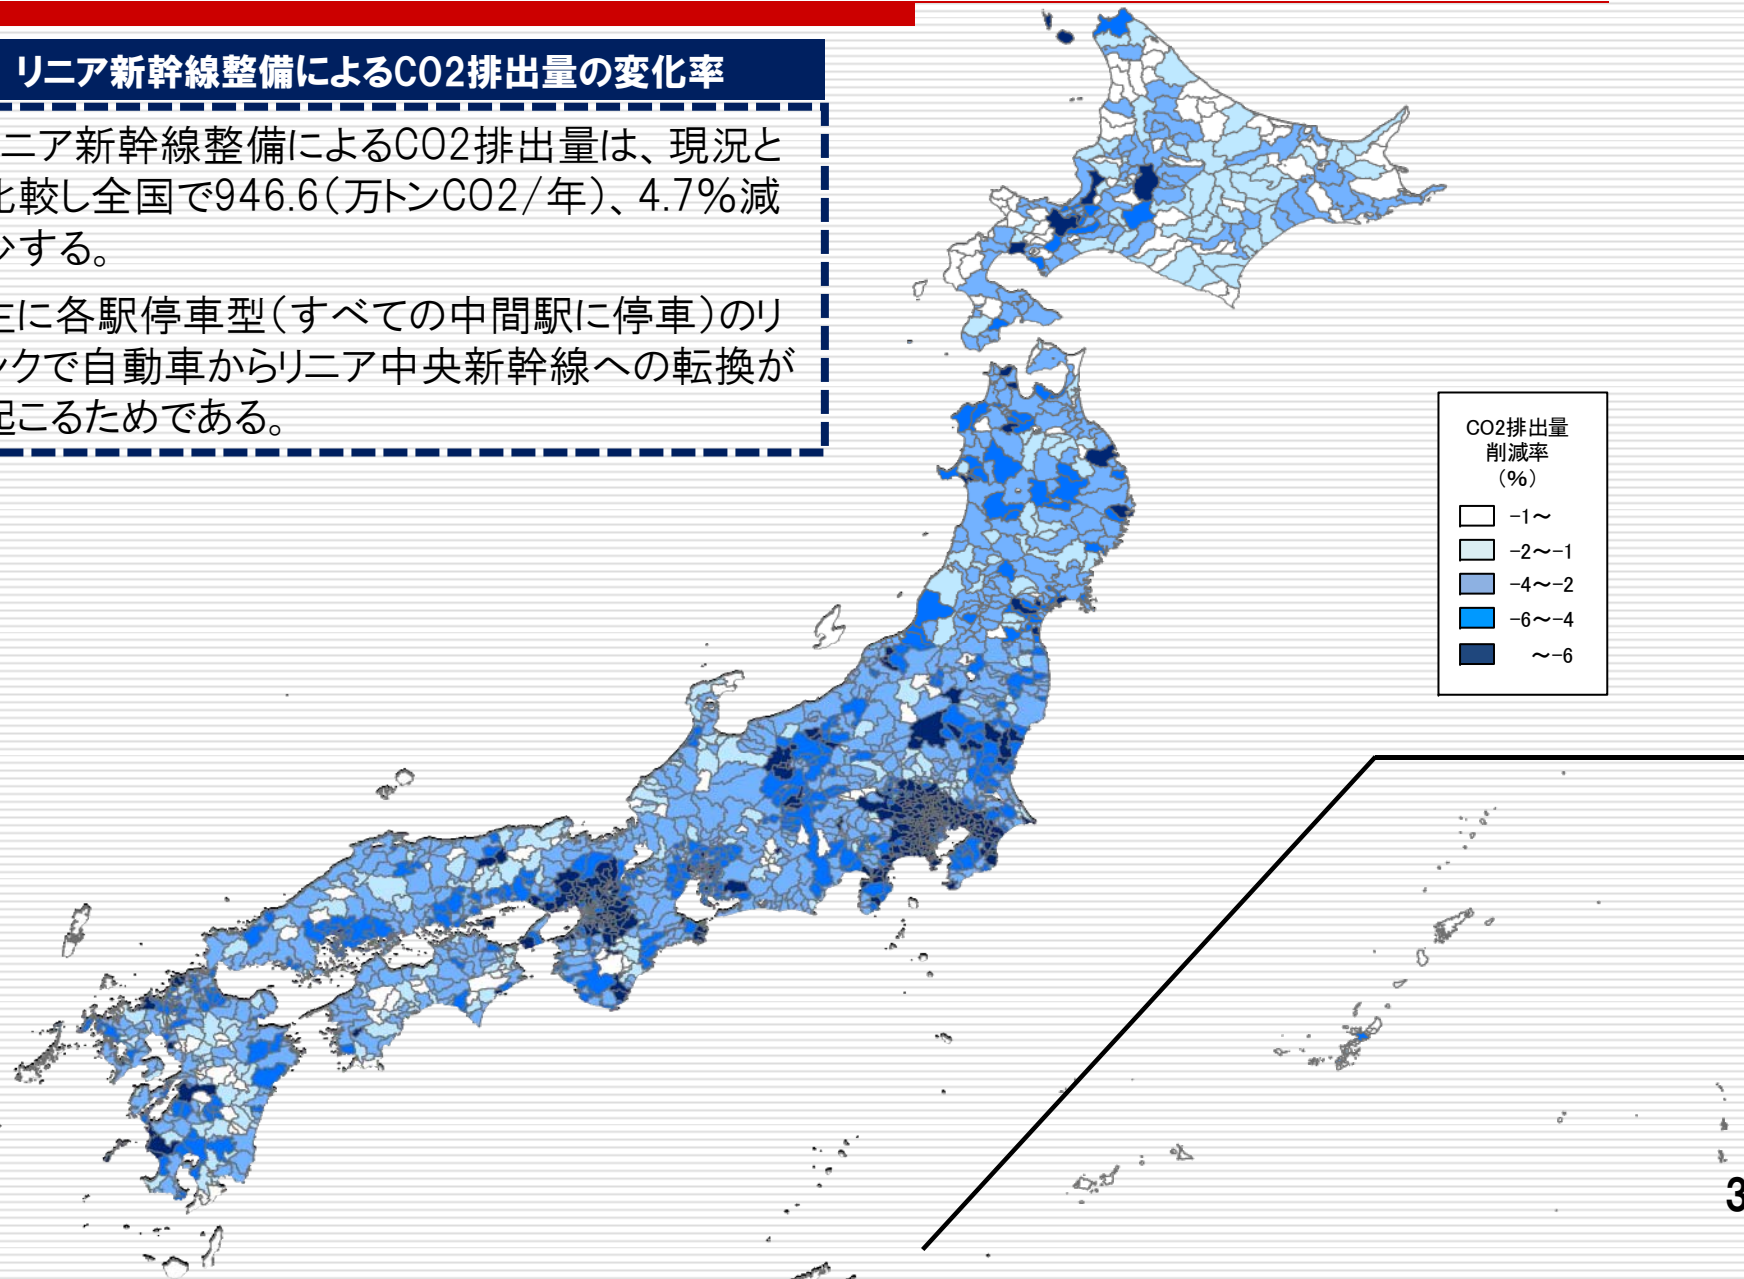 リニア新幹線整備によるCO2排出量の変化率
ニア新幹線整備によるCO2排出量は、現況と
比較し全国で946.6(万トンCO2/年)、4.7%減
少する。
主に各駅停車型(すべての中間駅に停車)のリ
ンクで自動車からリニア中央新幹線への転換が
起こるためである。
CO2排出量
削減率
(%)
-1～
-2～-1
-4～-2
-6～-4
～-6
3